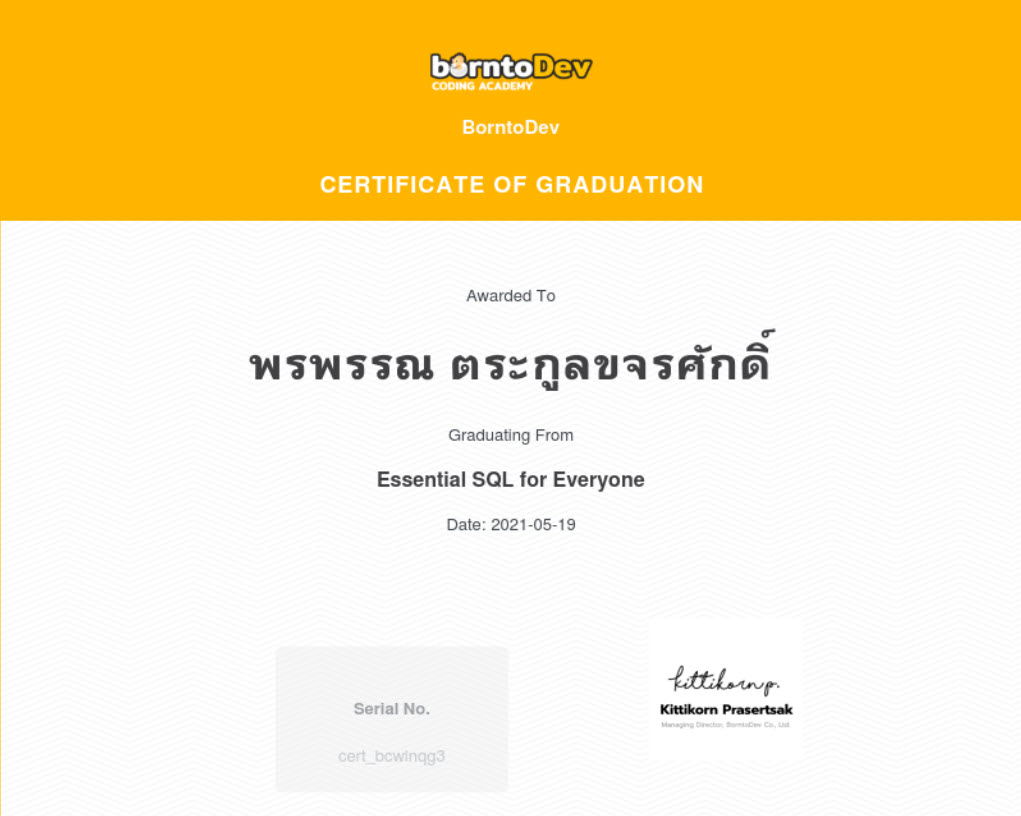 borntoDev
CODING ACADEMY
BorntoDev
CERTIFICATE OF GRADUATION
Awarded To
พรพรรณ ตระกูลขจรศักดิ์
Graduating From
Essential SQL for Everyone
Date: 2021-05-19
kittikorn p.
Serial No.
Kittikorn Prasertsak
Managing Director, BorntoDev Co., Ltd.
cert_bcwlnqg3